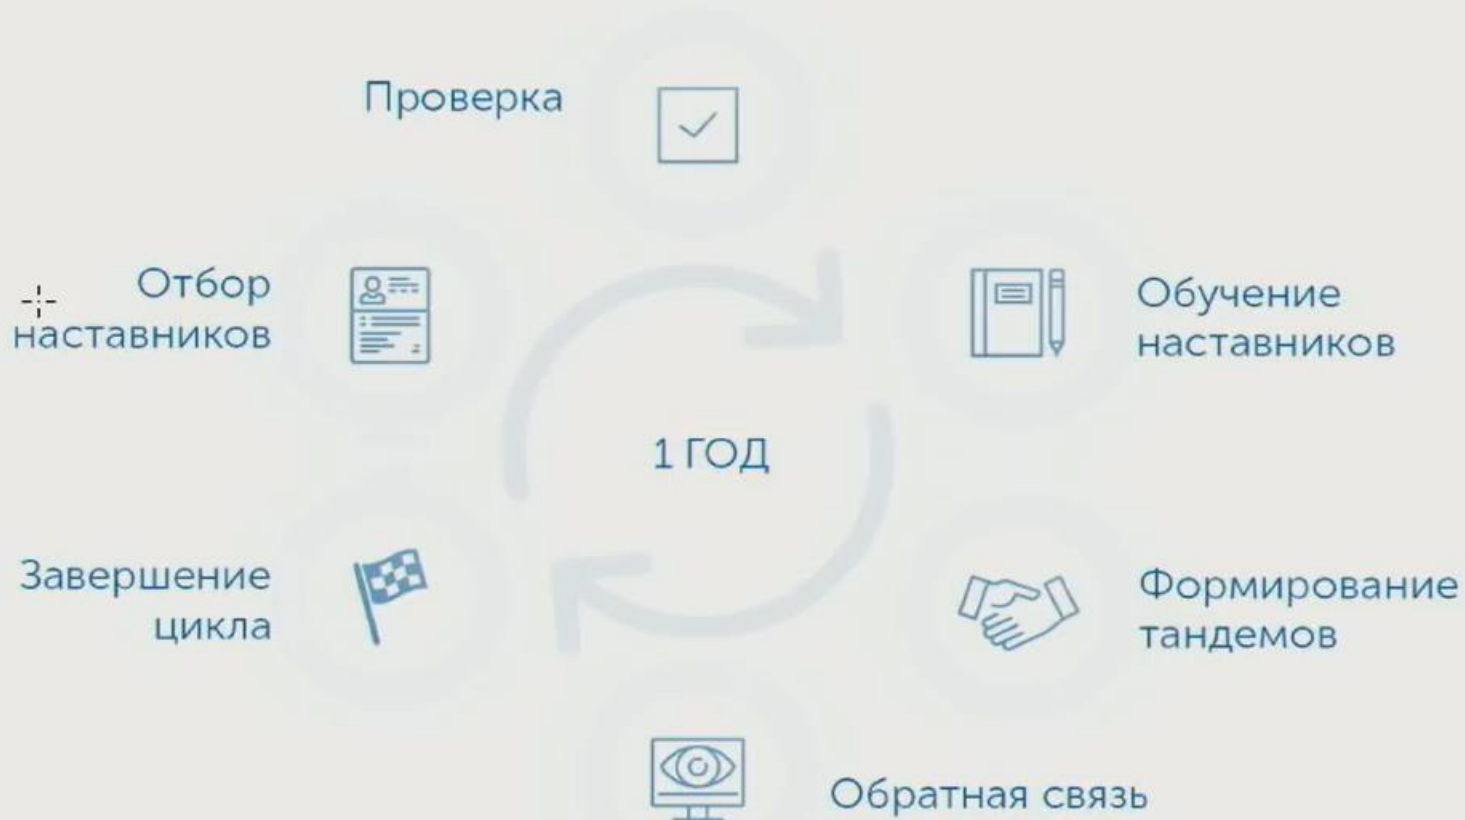 Проверка
Отбор
наставников
Обучение
наставников
1 ГОД
Завершение
цикла
Формирование
тандемов
Обратная связь